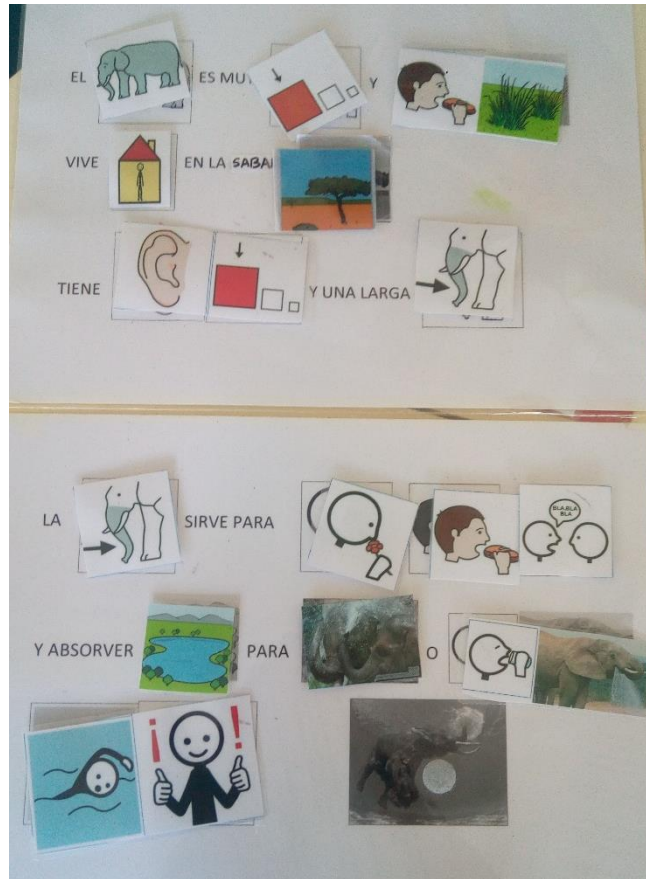 EL ES MUY Y
VIVE EN LA SABA
TIENE Y UNA LARGA
LA SIRVE PARA
BLA, BLA
BLA
Y ABSORVER PARA O
¡ !